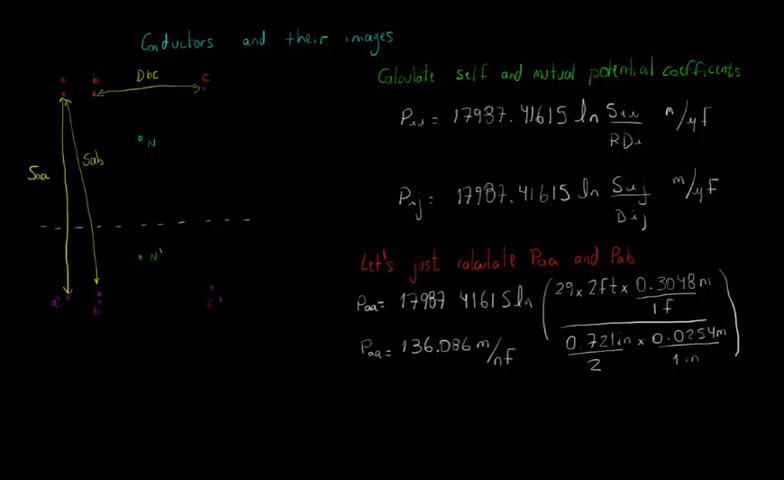 Conductors and their images
a b Dbc c
Saa
Sab
N
N'
a' b' c'
Calculate self and mutual potential coefficents
Pii = 17987.41615 ln Sii/RDi m/μF
Pij = 17987.41615 ln Sij/Dij m/μF
Let's just calculate Paa and Pab
Paa = 17987 41615 ln (29 x 2ft x 0.3048m/1f / 0.721in/2 x 0.0254m/1in)
Paa = 136.086 m/nF